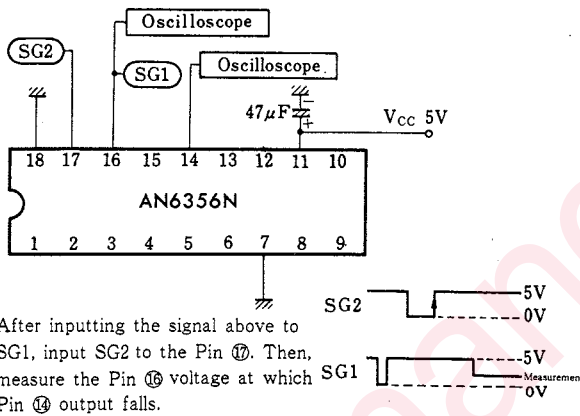 Oscilloscope
SG2
SG1
Oscilloscope
47μF
−
+
VCC 5V
18 17 16 15 14 13 12 11 10
AN6356N
1 2 3 4 5 6 7 8 9
After inputting the signal above to
SG1, input SG2 to the Pin ⑰. Then,
measure the Pin ⑯ voltage at which
Pin ⑭ output falls.
SG2
5V
0V
SG1
5V
Measurement
0V